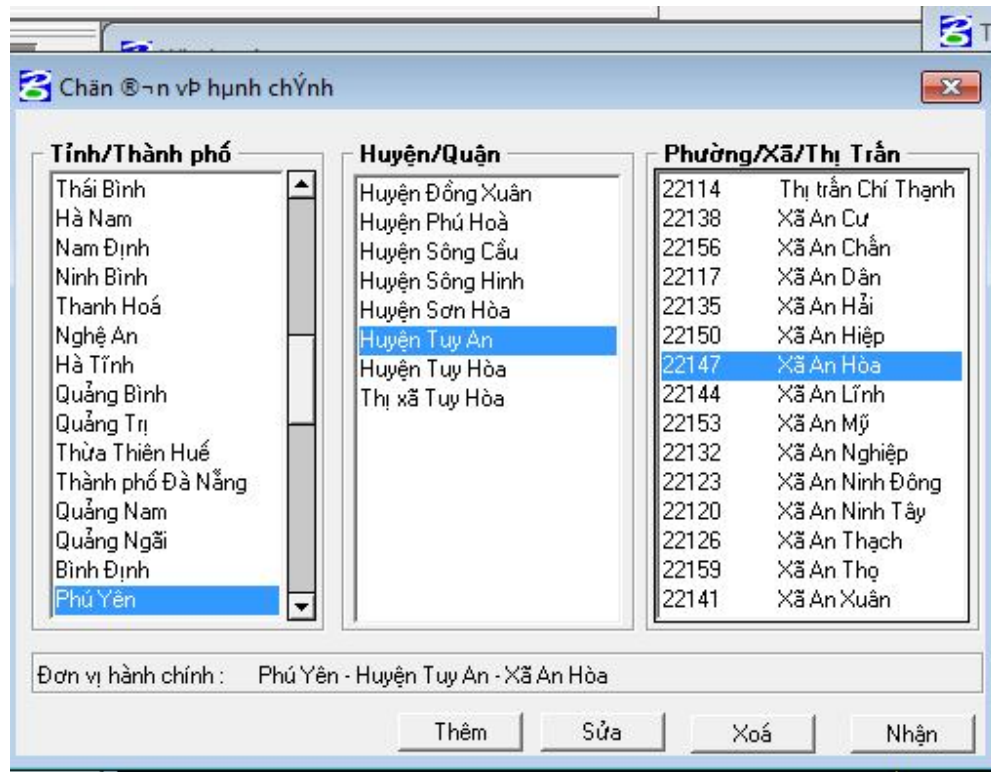 Chän ®¬n vÞ hµnh chÝnh
Tỉnh/Thành phố
Thái Bình
Hà Nam
Nam Định
Ninh Bình
Thanh Hoá
Nghệ An
Hà Tĩnh
Quảng Bình
Quảng Trị
Thừa Thiên Huế
Thành phố Đà Nẵng
Quảng Nam
Quảng Ngãi
Bình Định
Phú Yên
Huyện/Quận
Huyện Đồng Xuân
Huyện Phú Hoà
Huyện Sông Cầu
Huyện Sông Hinh
Huyện Sơn Hòa
Huyện Tuy An
Huyện Tuy Hòa
Thị xã Tuy Hòa
Phường/Xã/Thị Trấn
22114 Thị trấn Chí Thạnh
22138 Xã An Cư
22156 Xã An Chấn
22117 Xã An Dân
22135 Xã An Hải
22150 Xã An Hiệp
22147 Xã An Hòa
22144 Xã An Lĩnh
22153 Xã An Mỹ
22132 Xã An Nghiệp
22123 Xã An Ninh Đông
22120 Xã An Ninh Tây
22126 Xã An Thạch
22159 Xã An Thọ
22141 Xã An Xuân
Đơn vị hành chính : Phú Yên - Huyện Tuy An - Xã An Hòa
Thêm Sửa Xoá Nhận